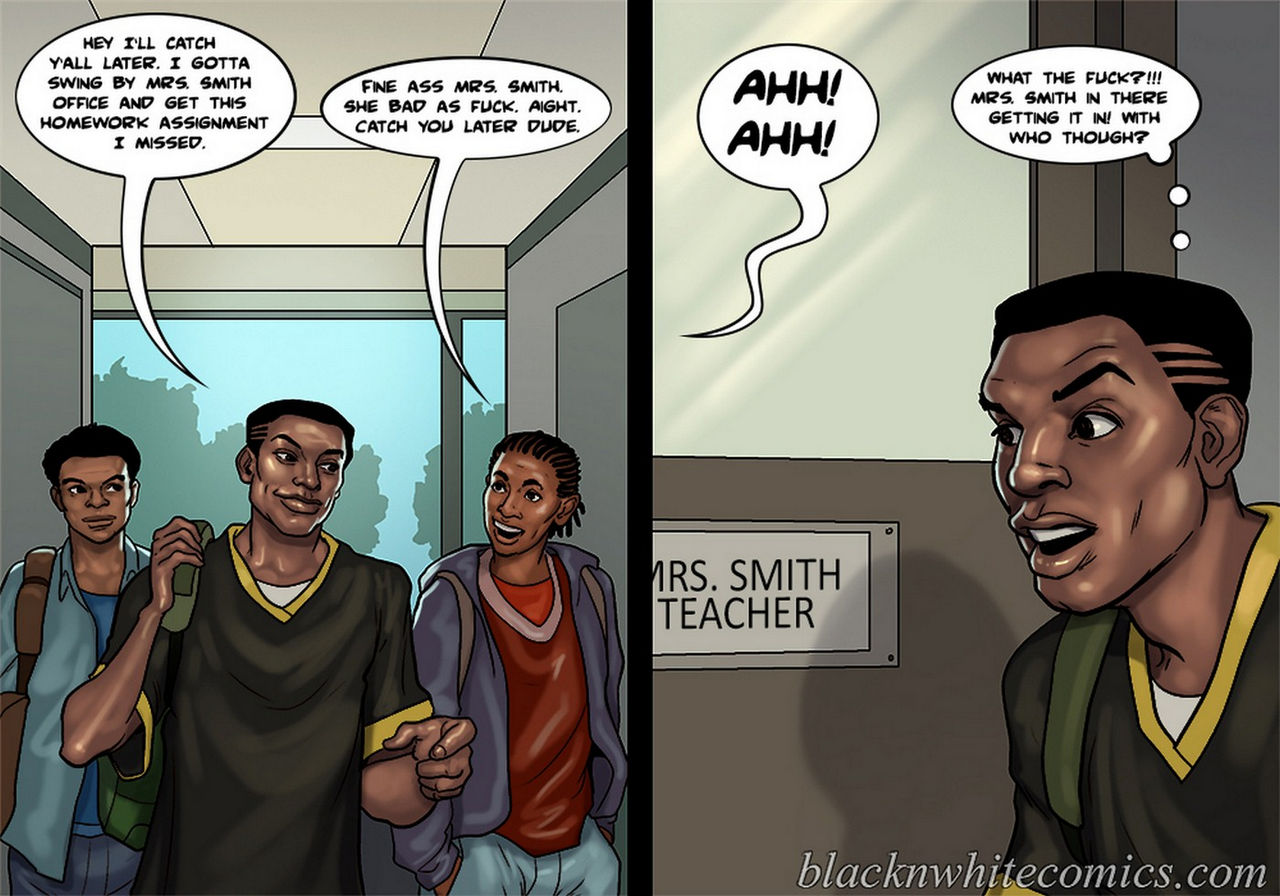 HEY I'LL CATCH
Y'ALL LATER. I GOTTA
SWING BY MRS. SMITH
OFFICE AND GET THIS
HOMEWORK ASSIGNMENT
I MISSED.
FINE ASS MRS. SMITH.
SHE BAD AS FUCK. AIGHT.
CATCH YOU LATER DUDE.
AHH!
AHH!
WHAT THE FUCK?!!!
MRS. SMITH IN THERE
GETTING IT IN! WITH
WHO THOUGH?
MRS. SMITH
TEACHER
blacknwhitecomics.com